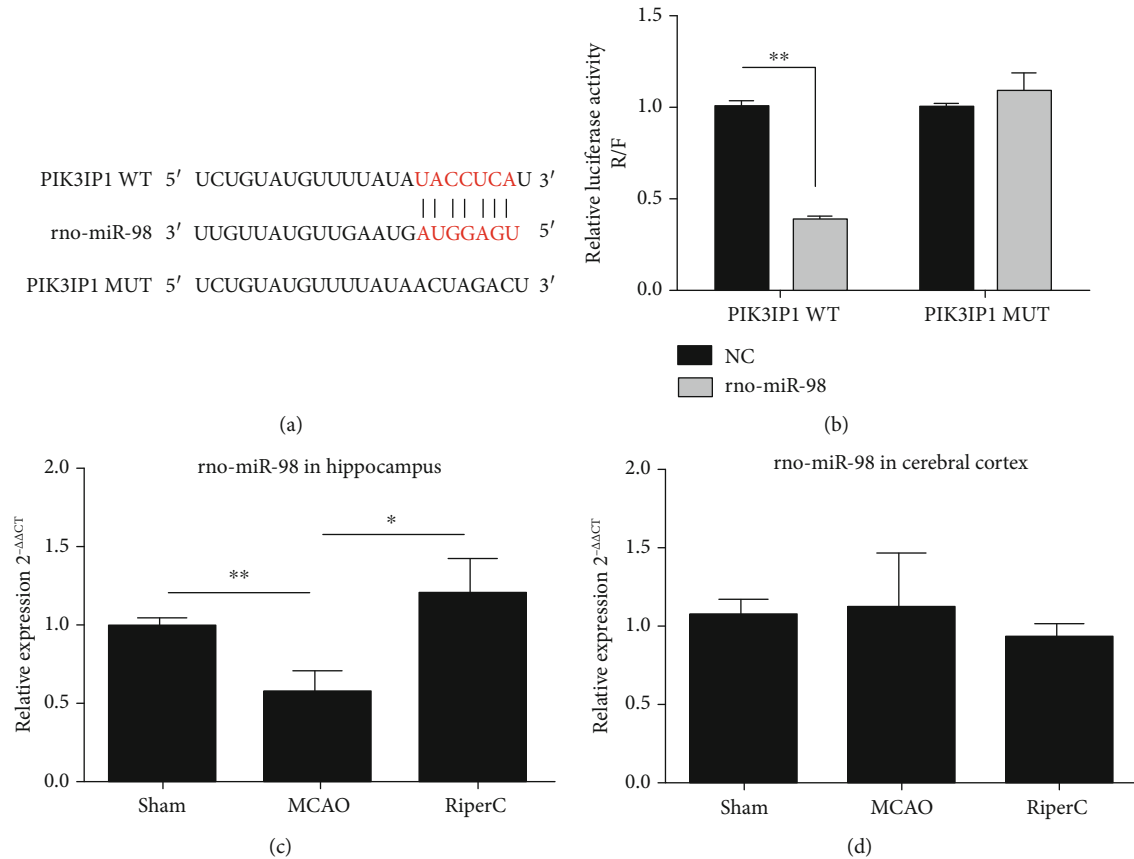 PIK3IP1 WT 5′ UCUGUAUGUUUUAUAUACCUCAU 3′
rno-miR-98 3′ UUGUUAUGUUGAAUGAUGGAGU 5′
PIK3IP1 MUT 5′ UCUGUAUGUUUUAUAACUAGACU 3′
(a)
Relative luciferase activity
R/F
1.5
1.0
0.5
0.0
**
PIK3IP1 WT PIK3IP1 MUT
NC
rno-miR-98
(b)
rno-miR-98 in hippocampus
Relative expression 2−ΔΔCT
2.0
1.5
1.0
0.5
0.0
**
*
Sham MCAO RiperC
(c)
rno-miR-98 in cerebral cortex
Relative expression 2−ΔΔCT
2.0
1.5
1.0
0.5
0.0
Sham MCAO RiperC
(d)